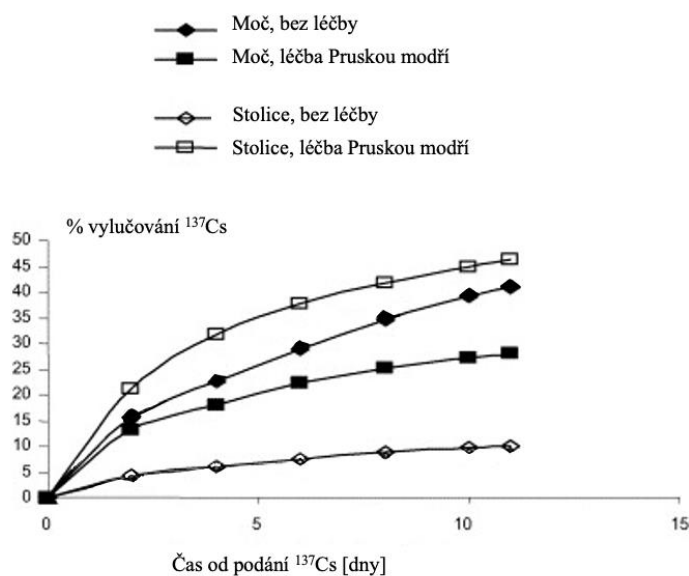 Moč, bez léčby
Moč, léčba Pruskou modří
Stolice, bez léčby
Stolice, léčba Pruskou modří
% vylučování ¹³⁷Cs
50
45
40
35
30
25
20
15
10
5
0
0
5
10
15
Čas od podání ¹³⁷Cs [dny]